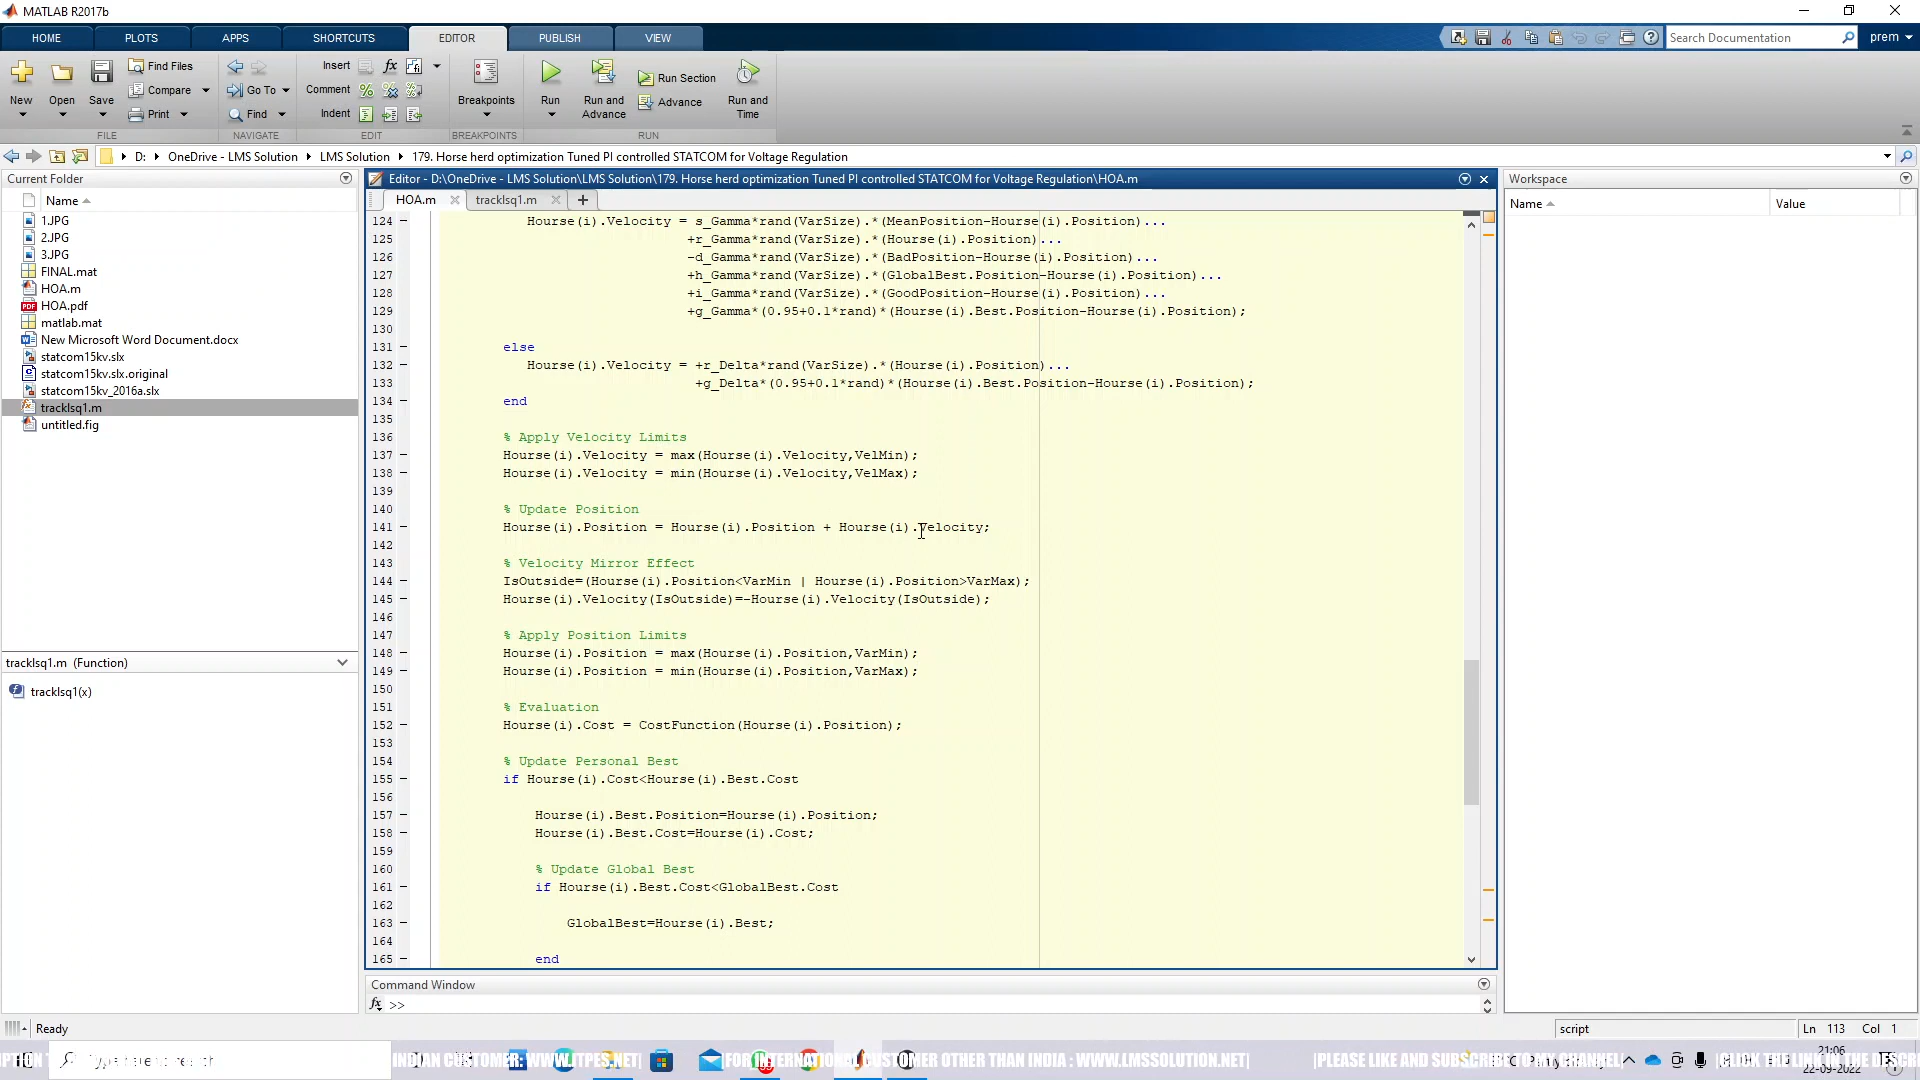 MATLAB R2017b
HOME PLOTS APPS SHORTCUTS EDITOR PUBLISH VIEW
Search Documentation prem
New Open Save Find Files Compare Print
Go To Find
Insert Comment Indent
Breakpoints
Run Run and Advance Run Section Advance Run and Time
FILE NAVIGATE EDIT BREAKPOINTS RUN
D: OneDrive - LMS Solution LMS Solution 179. Horse herd optimization Tuned PI controlled STATCOM for Voltage Regulation
Current Folder
Name
1.JPG
2.JPG
3.JPG
FINAL.mat
HOA.m
HOA.pdf
matlab.mat
New Microsoft Word Document.docx
statcom15kv.slx
statcom15kv.slx.original
statcom15kv_2016a.slx
tracklsq1.m
untitled.fig
tracklsq1.m (Function)
tracklsq1(x)
Editor - D:\OneDrive - LMS Solution\LMS Solution\179. Horse herd optimization Tuned PI controlled STATCOM for Voltage Regulation\HOA.m
HOA.m tracklsq1.m
124 Hourse(i).Velocity = s_Gamma*rand(VarSize).*(MeanPosition-Hourse(i).Position)...
125 +r_Gamma*rand(VarSize).*(Hourse(i).Position)...
126 -d_Gamma*rand(VarSize).*(BadPosition-Hourse(i).Position)...
127 +h_Gamma*rand(VarSize).*(GlobalBest.Position-Hourse(i).Position)...
128 +i_Gamma*rand(VarSize).*(GoodPosition-Hourse(i).Position)...
129 +g_Gamma*(0.95+0.1*rand)*(Hourse(i).Best.Position-Hourse(i).Position);
130
131 else
132 Hourse(i).Velocity = +r_Delta*rand(VarSize).*(Hourse(i).Position)...
133 +g_Delta*(0.95+0.1*rand)*(Hourse(i).Best.Position-Hourse(i).Position);
134 end
135
136 % Apply Velocity Limits
137 Hourse(i).Velocity = max(Hourse(i).Velocity,VelMin);
138 Hourse(i).Velocity = min(Hourse(i).Velocity,VelMax);
139
140 % Update Position
141 Hourse(i).Position = Hourse(i).Position + Hourse(i).Velocity;
142
143 % Velocity Mirror Effect
144 IsOutside=(Hourse(i).Position<VarMin | Hourse(i).Position>VarMax);
145 Hourse(i).Velocity(IsOutside)=-Hourse(i).Velocity(IsOutside);
146
147 % Apply Position Limits
148 Hourse(i).Position = max(Hourse(i).Position,VarMin);
149 Hourse(i).Position = min(Hourse(i).Position,VarMax);
150
151 % Evaluation
152 Hourse(i).Cost = CostFunction(Hourse(i).Position);
153
154 % Update Personal Best
155 if Hourse(i).Cost<Hourse(i).Best.Cost
156
157 Hourse(i).Best.Position=Hourse(i).Position;
158 Hourse(i).Best.Cost=Hourse(i).Cost;
159
160 % Update Global Best
161 if Hourse(i).Best.Cost<GlobalBest.Cost
162
163 GlobalBest=Hourse(i).Best;
164
165 end
Command Window
fx >>
Workspace
Name Value
Ready
script
Ln 113 Col 1
INDIAN CUSTOMER: WWW.ITPES.NET| |FOR INTERNATIONAL CUSTOMER OTHER THAN INDIA : WWW.LMSSOLUTION.NET| |PLEASE LIKE AND SUBSCRIBE TO MY CHANNEL|
21:06
22-09-2022